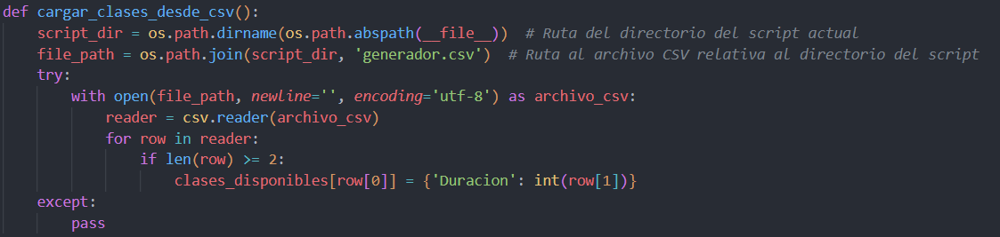 def cargar_clases_desde_csv():
    script_dir = os.path.dirname(os.path.abspath(__file__))  # Ruta del directorio del script actual
    file_path = os.path.join(script_dir, 'generador.csv')  # Ruta al archivo CSV relativa al directorio del script
    try:
        with open(file_path, newline='', encoding='utf-8') as archivo_csv:
            reader = csv.reader(archivo_csv)
            for row in reader:
                if len(row) >= 2:
                    clases_disponibles[row[0]] = {'Duracion': int(row[1])}
    except:
        pass